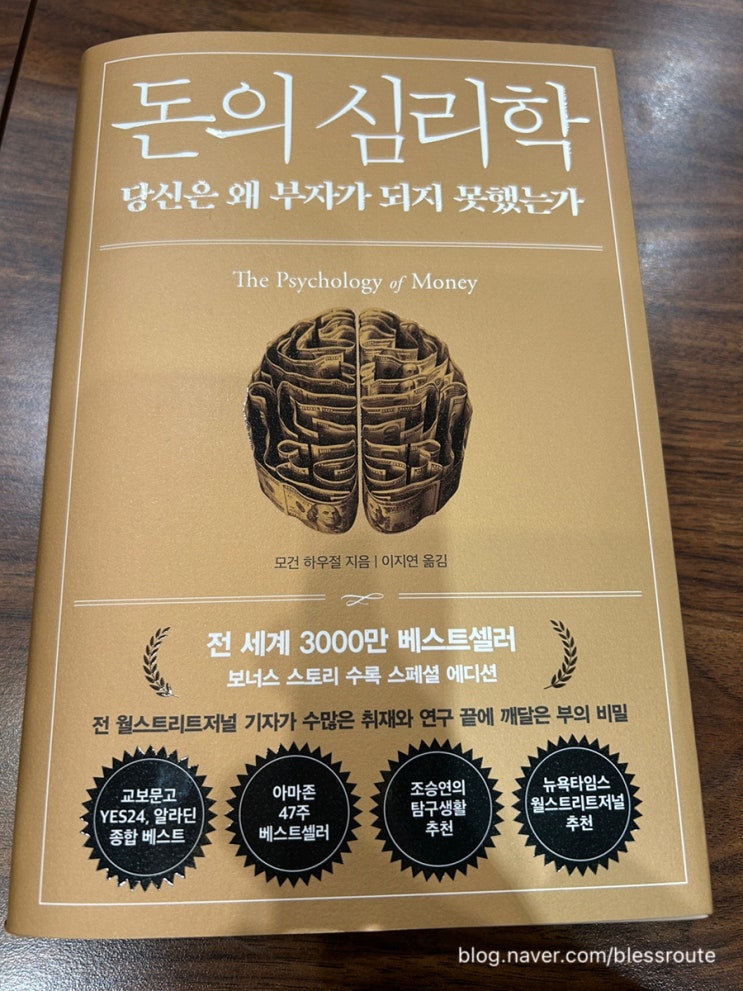 돈의 심리학
당신은 왜 부자가 되지 못했는가
The Psychology of Money
모건 하우절 지음 | 이지연 옮김
전 세계 3000만 베스트셀러
보너스 스토리 수록 스페셜 에디션
전 월스트리트저널 기자가 수많은 취재와 연구 끝에 깨달은 부의 비밀
교보문고
YES24, 알라딘
종합 베스트
아마존
47주
베스트셀러
조승연의
탐구생활
추천
뉴욕타임스
월스트리트저널
추천
blog.naver.com/blessroute